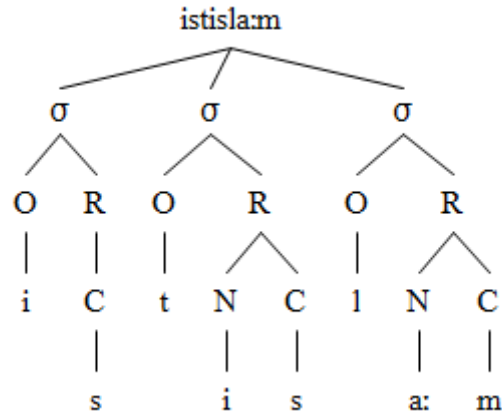 istisla:m
σ σ σ
O R O R O R
i C t N C l N C
s i s a: m